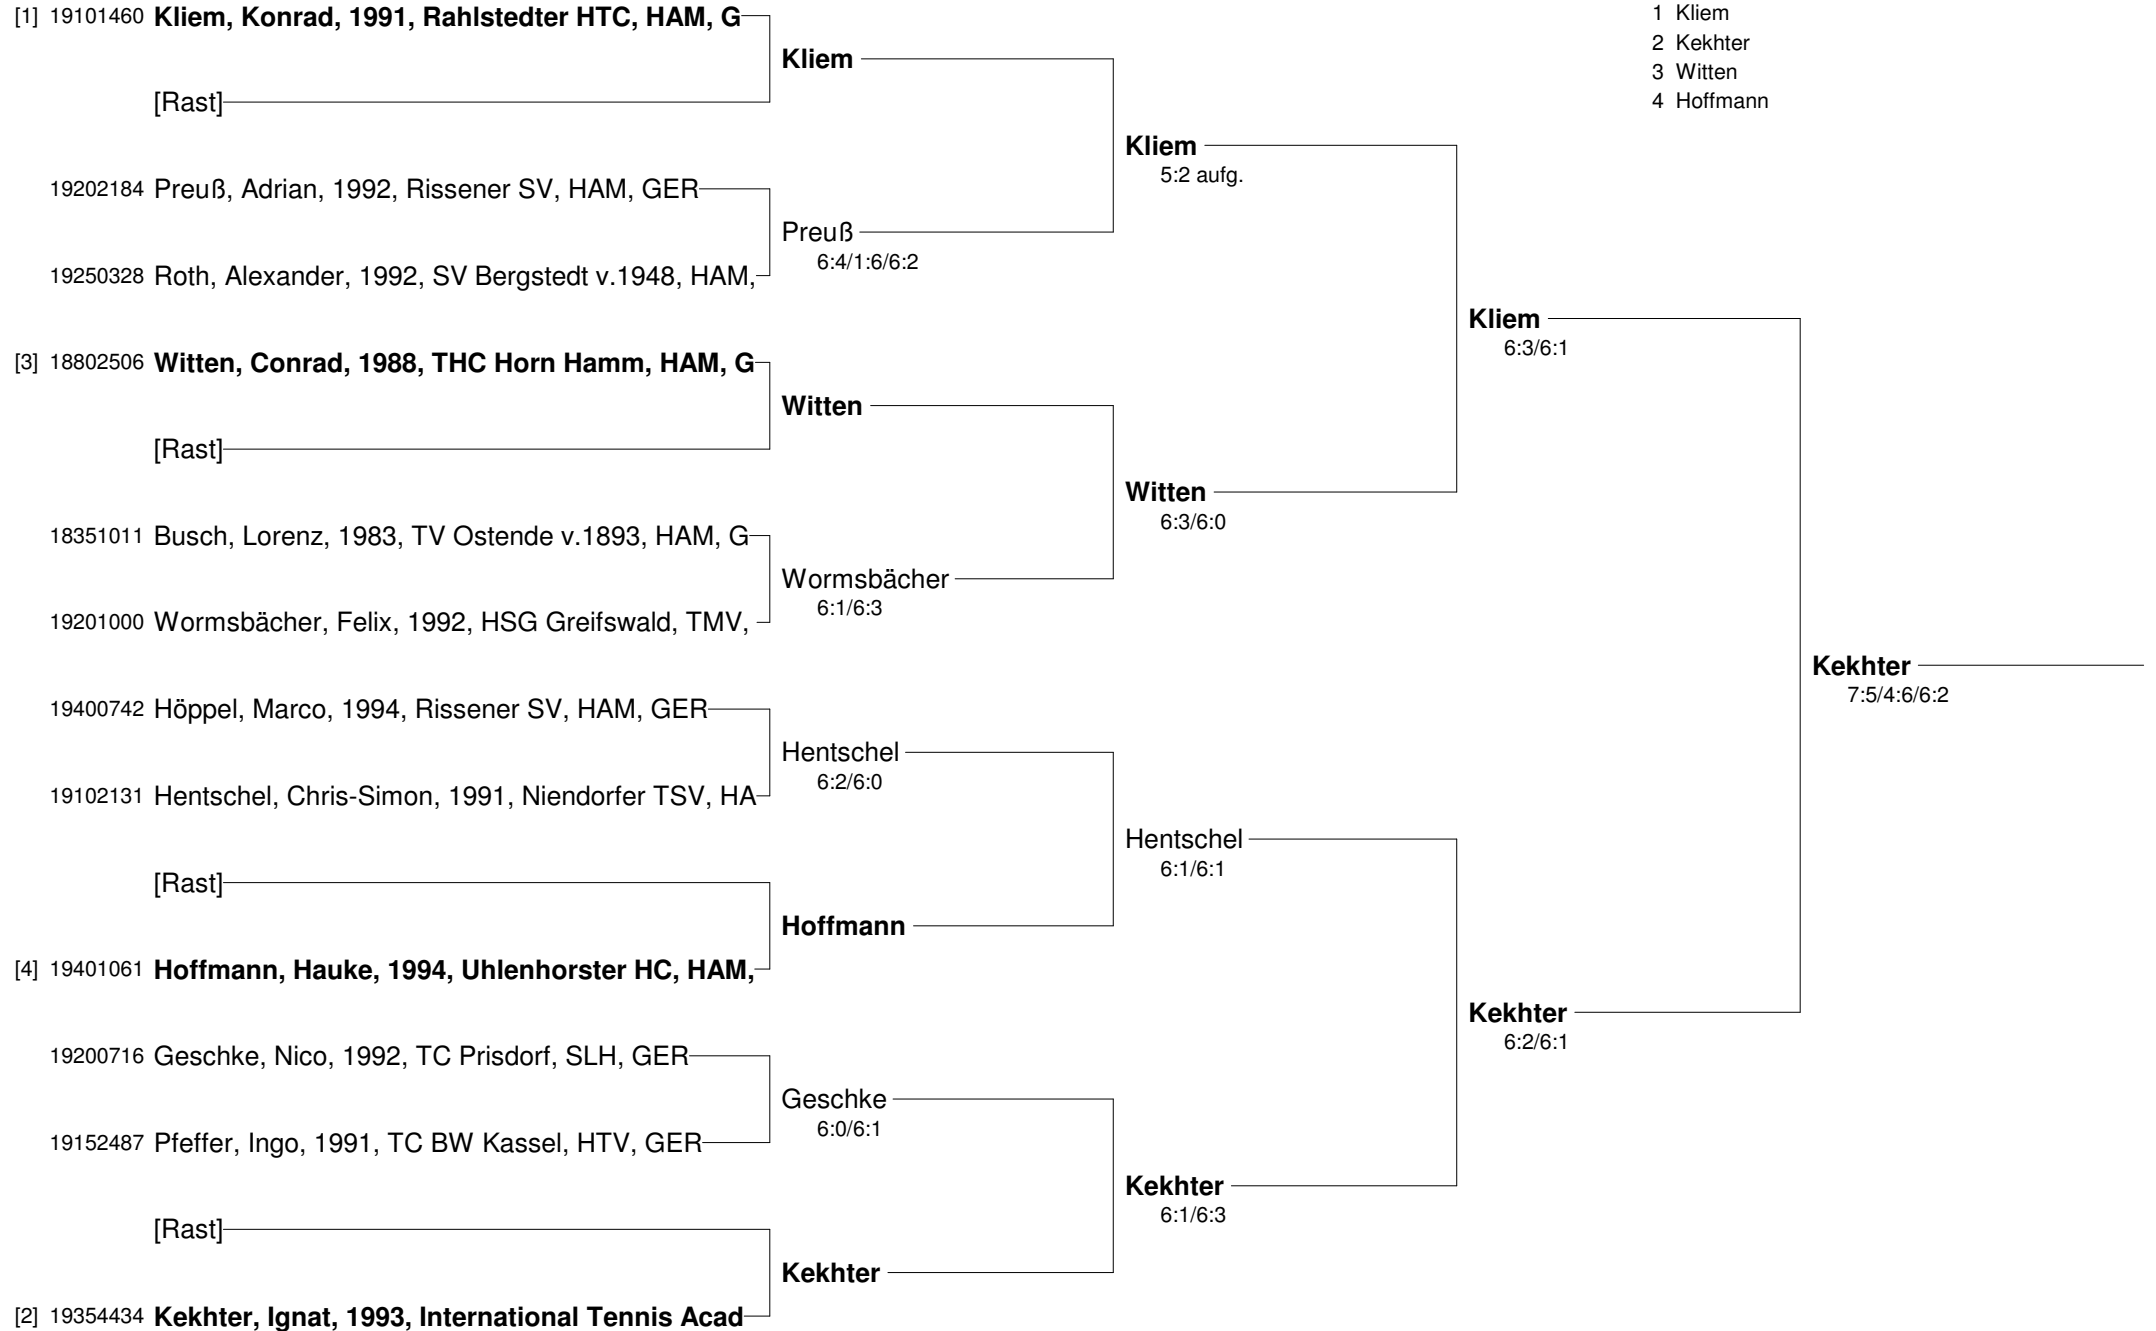 [1] 19101460 Kliem, Konrad, 1991, Rahlstedter HTC, HAM, G
[Rast]
19202184 Preuß, Adrian, 1992, Rissener SV, HAM, GER
19250328 Roth, Alexander, 1992, SV Bergstedt v.1948, HAM,
[3] 18802506 Witten, Conrad, 1988, THC Horn Hamm, HAM, G
[Rast]
18351011 Busch, Lorenz, 1983, TV Ostende v.1893, HAM, G
19201000 Wormsbächer, Felix, 1992, HSG Greifswald, TMV,
19400742 Höppel, Marco, 1994, Rissener SV, HAM, GER
19102131 Hentschel, Chris-Simon, 1991, Niendorfer TSV, HA
[Rast]
[4] 19401061 Hoffmann, Hauke, 1994, Uhlenhorster HC, HAM,
19200716 Geschke, Nico, 1992, TC Prisdorf, SLH, GER
19152487 Pfeffer, Ingo, 1991, TC BW Kassel, HTV, GER
[Rast]
[2] 19354434 Kekhter, Ignat, 1993, International Tennis Acad
Kliem
Preuß
6:4/1:6/6:2
Witten
Wormsbächer
6:1/6:3
Hentschel
6:2/6:0
Hoffmann
Geschke
6:0/6:1
Kekhter
Kliem
5:2 aufg.
Witten
6:3/6:0
Hentschel
6:1/6:1
Kekhter
6:1/6:3
Kliem
6:3/6:1
Kekhter
6:2/6:1
Kekhter
7:5/4:6/6:2
1 Kliem
2 Kekhter
3 Witten
4 Hoffmann